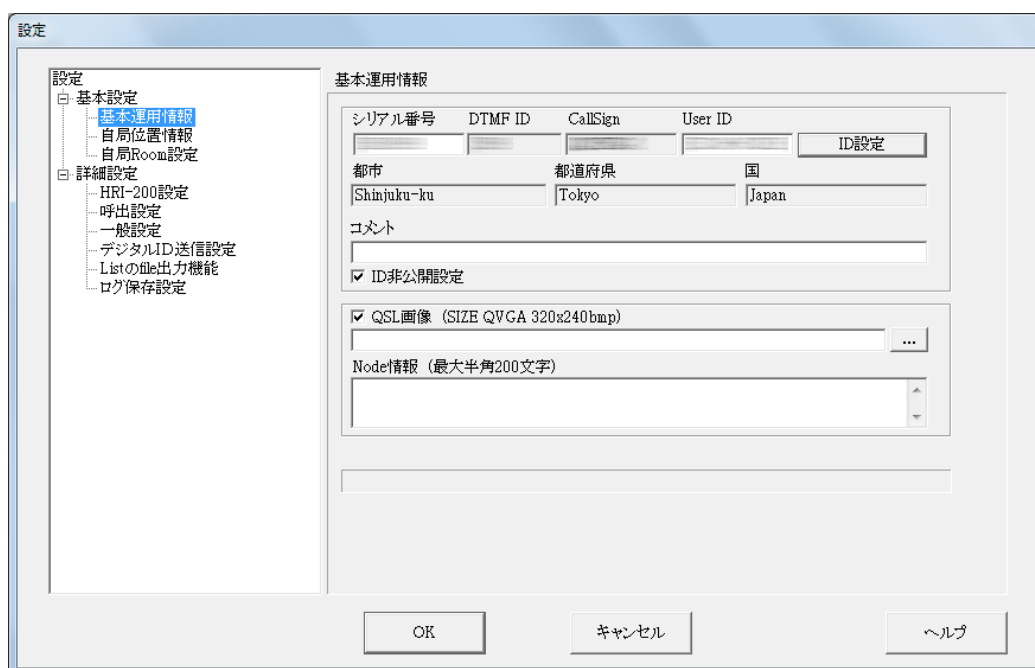 設定
設定
基本設定
基本運用情報
自局位置情報
自局Room設定
詳細設定
HRI-200設定
呼出設定
一般設定
デジタルID送信設定
Listのfile出力機能
ログ保存設定
基本運用情報
シリアル番号 DTMF ID CallSign User ID
ID設定
都市 都道府県 国
Shinjuku-ku Tokyo Japan
コメント
ID非公開設定
QSL画像 (SIZE QVGA 320x240bmp)
...
Node情報 (最大半角200文字)
OK キャンセル ヘルプ